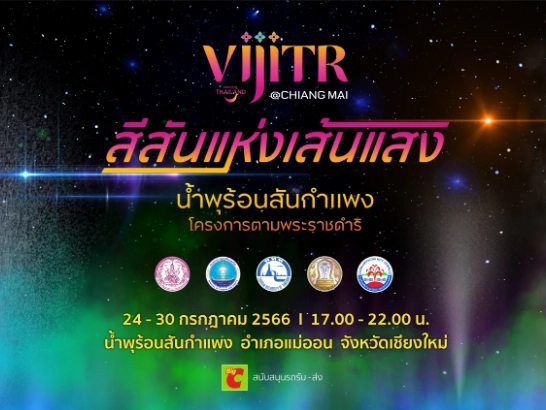 VIJITR
THAILAND
@CHIANG MAI
สีสันแห่งเส้นแสง
น้ำพุร้อนสันกำแพง
โครงการตามพระราชดำริ
ททท
24 - 30 กรกฎาคม 2566 | 17.00 - 22.00 น.
น้ำพุร้อนสันกำแพง อำเภอแม่ออน จังหวัดเชียงใหม่
Big C
สนับสนุนรถรับ-ส่ง